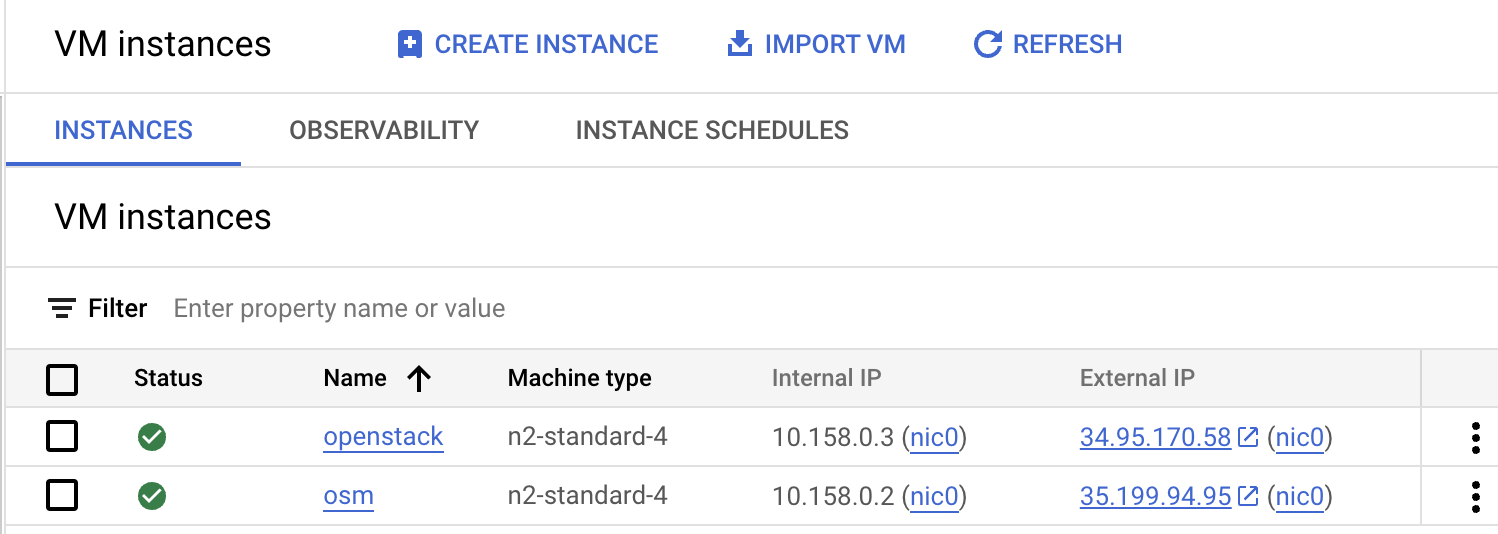 VM instances CREATE INSTANCE IMPORT VM REFRESH
INSTANCES OBSERVABILITY INSTANCE SCHEDULES
VM instances
Filter Enter property name or value
Status Name Machine type Internal IP External IP
openstack n2-standard-4 10.158.0.3 (nic0) 34.95.170.58 (nic0)
osm n2-standard-4 10.158.0.2 (nic0) 35.199.94.95 (nic0)